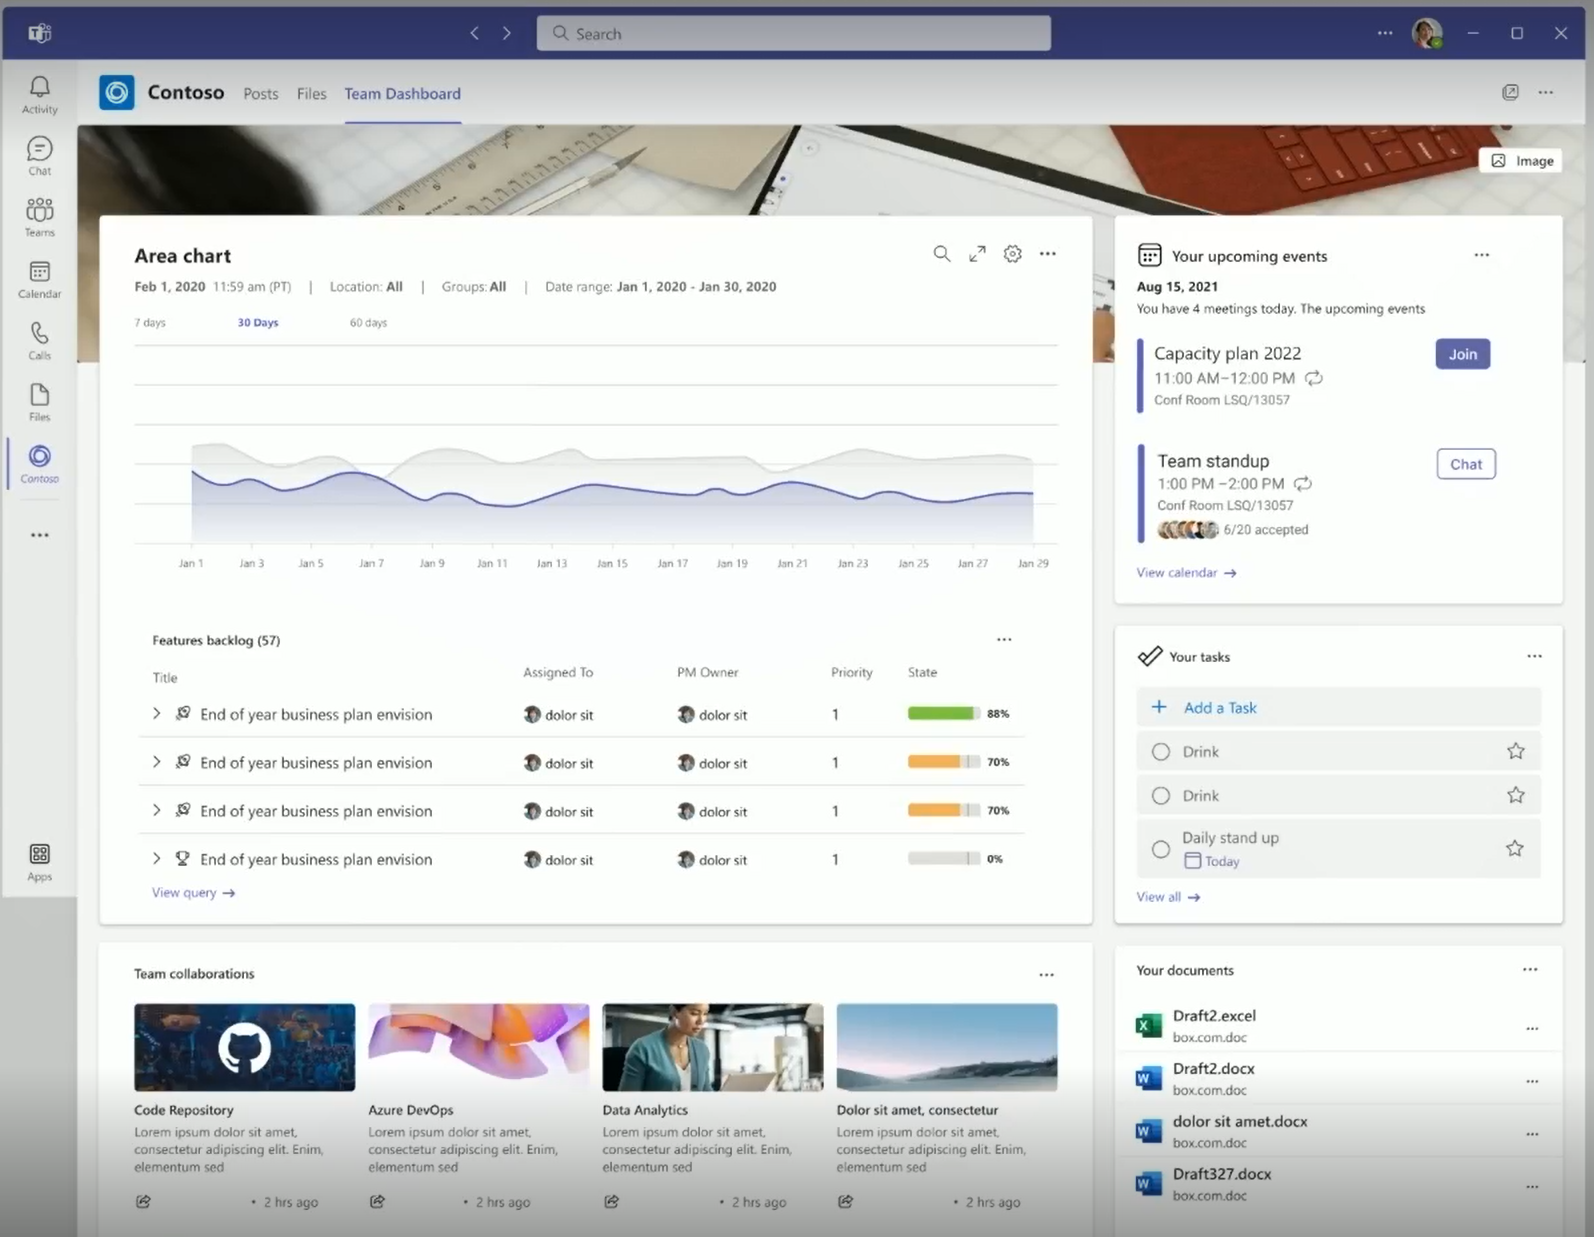 Search
Activity
Chat
Teams
Calendar
Calls
Files
Contoso
Apps
Contoso Posts Files Team Dashboard
Image
Area chart
Feb 1, 2020 11:59 am (PT) | Location: All | Groups: All | Date range: Jan 1, 2020 - Jan 30, 2020
7 days 30 Days 60 days
Jan 1 Jan 3 Jan 5 Jan 7 Jan 9 Jan 11 Jan 13 Jan 15 Jan 17 Jan 19 Jan 21 Jan 23 Jan 25 Jan 27 Jan 29
Features backlog (57)
Title Assigned To PM Owner Priority State
End of year business plan envision dolor sit dolor sit 1 88%
End of year business plan envision dolor sit dolor sit 1 70%
End of year business plan envision dolor sit dolor sit 1 70%
End of year business plan envision dolor sit dolor sit 1 0%
View query →
Your upcoming events
Aug 15, 2021
You have 4 meetings today. The upcoming events
Capacity plan 2022
Join
11:00 AM–12:00 PM
Conf Room LSQ/13057
Team standup
Chat
1:00 PM –2:00 PM
Conf Room LSQ/13057
6/20 accepted
View calendar →
Your tasks
+ Add a Task
Drink
Drink
Daily stand up
Today
View all →
Team collaborations
Code Repository
Lorem ipsum dolor sit amet,
consectetur adipiscing elit. Enim,
elementum sed
• 2 hrs ago
Azure DevOps
Lorem ipsum dolor sit amet,
consectetur adipiscing elit. Enim,
elementum sed
• 2 hrs ago
Data Analytics
Lorem ipsum dolor sit amet,
consectetur adipiscing elit. Enim,
elementum sed
• 2 hrs ago
Dolor sit amet, consectetur
Lorem ipsum dolor sit amet,
consectetur adipiscing elit. Enim,
elementum sed
• 2 hrs ago
Your documents
Draft2.excel
box.com.doc
Draft2.docx
box.com.doc
dolor sit amet.docx
box.com.doc
Draft327.docx
box.com.doc